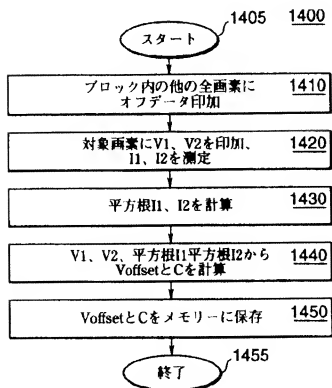 1405
1400
スタート
ブロック内の他の全画素に
オフデータ印加
1410
対象画素にV1、V2を印加、
I1、I2を測定
1420
平方根I1、I2を計算
1430
V1、V2、平方根I1平方根I2から
VoffsetとCを計算
1440
VoffsetとCをメモリーに保存
1450
終了
1455